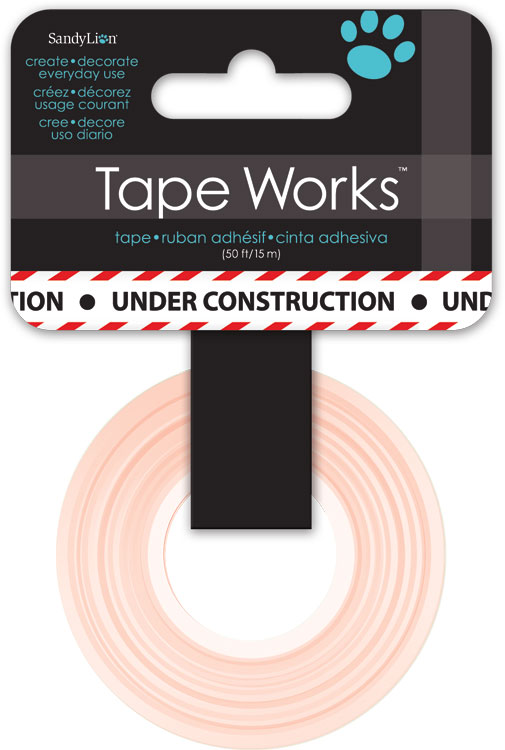 SandyLion®
create•decorate
everyday use
créez•décorez
usage courant
cree•decore
uso diario
Tape Works™
tape•ruban adhésif•cinta adhesiva
(50 ft/15 m)
TION ● UNDER CONSTRUCTION ● UND